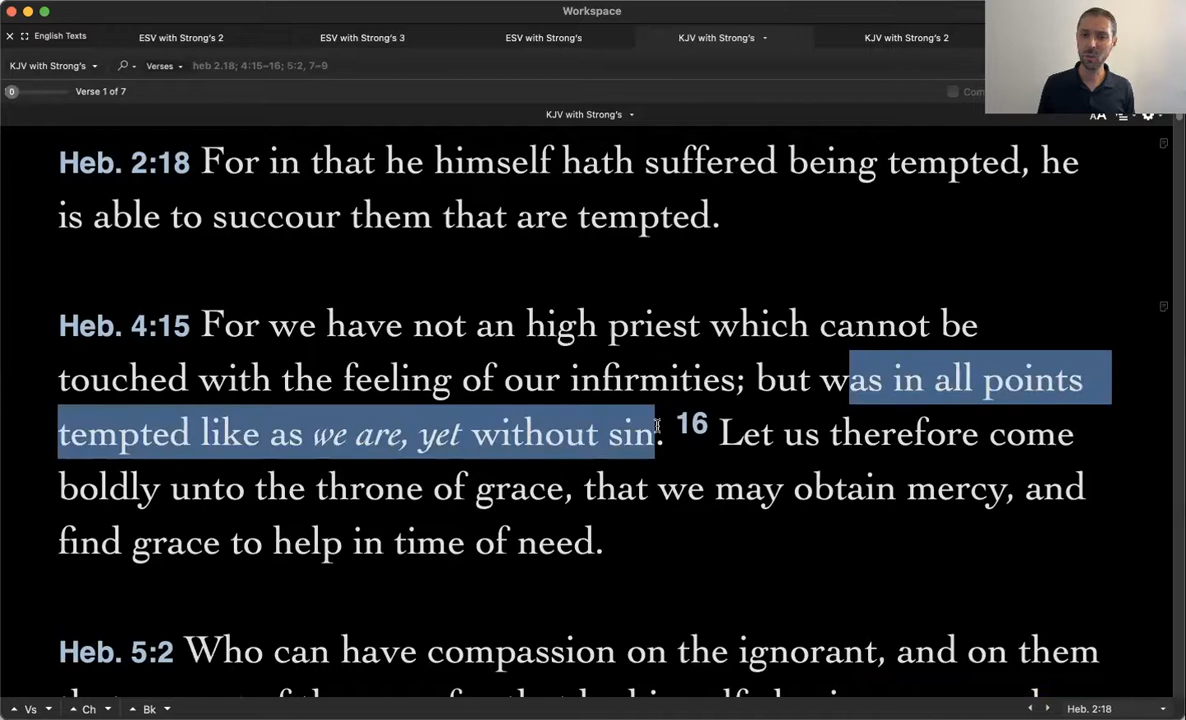 Workspace
English Texts ESV with Strong's 2 ESV with Strong's 3 ESV with Strong's KJV with Strong's KJV with Strong's 2
KJV with Strong's Verses heb 2.18; 4:15–16; 5:2, 7–9
0 Verse 1 of 7 Com
KJV with Strong's AA
Heb. 2:18 For in that he himself hath suffered being tempted, he
is able to succour them that are tempted.
Heb. 4:15 For we have not an high priest which cannot be
touched with the feeling of our infirmities; but was in all points
tempted like as we are, yet without sin. 16 Let us therefore come
boldly unto the throne of grace, that we may obtain mercy, and
find grace to help in time of need.
Heb. 5:2 Who can have compassion on the ignorant, and on them
Vs Ch Bk Heb. 2:18